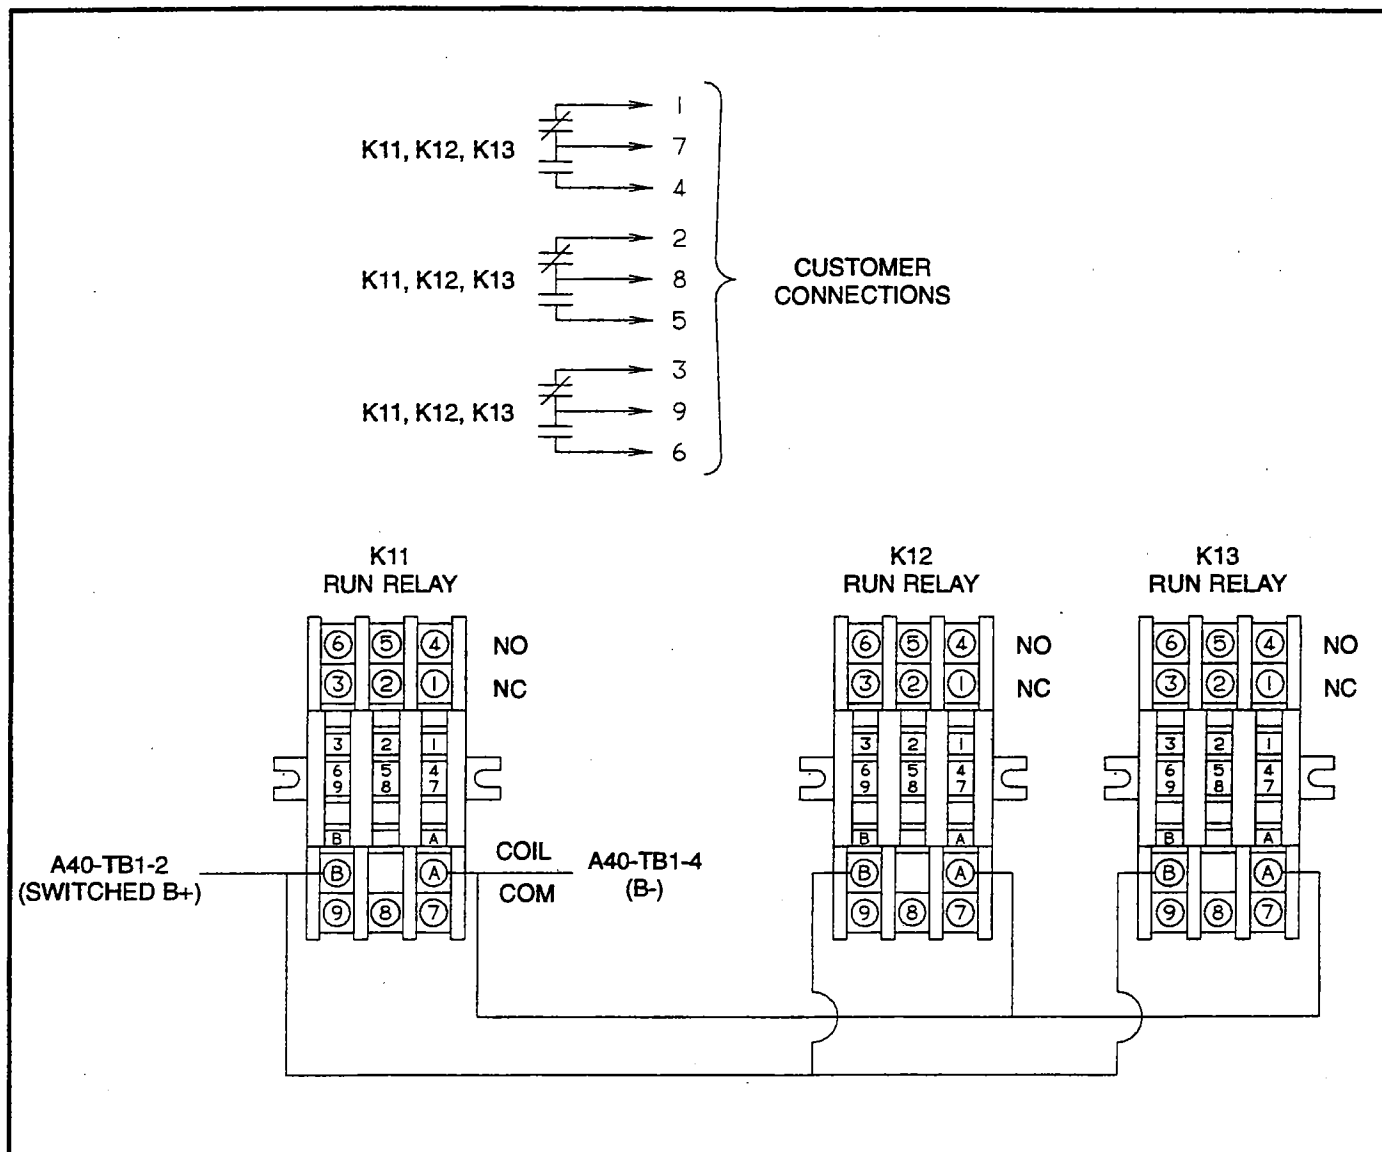 1
K11, K12, K13
7
4
2
K11, K12, K13
8
5
CUSTOMER
CONNECTIONS
3
K11, K12, K13
9
6
K11
RUN RELAY
K12
RUN RELAY
K13
RUN RELAY
6 5 4 NO
3 2 1 NC
3 2 1
6 5 4
9 8 7
B A
B A
9 8 7
A40-TB1-2
(SWITCHED B+)
COIL
COM
A40-TB1-4
(B-)
6 5 4 NO
3 2 1 NC
3 2 1
6 5 4
9 8 7
B A
B A
9 8 7
6 5 4 NO
3 2 1 NC
3 2 1
6 5 4
9 8 7
B A
B A
9 8 7